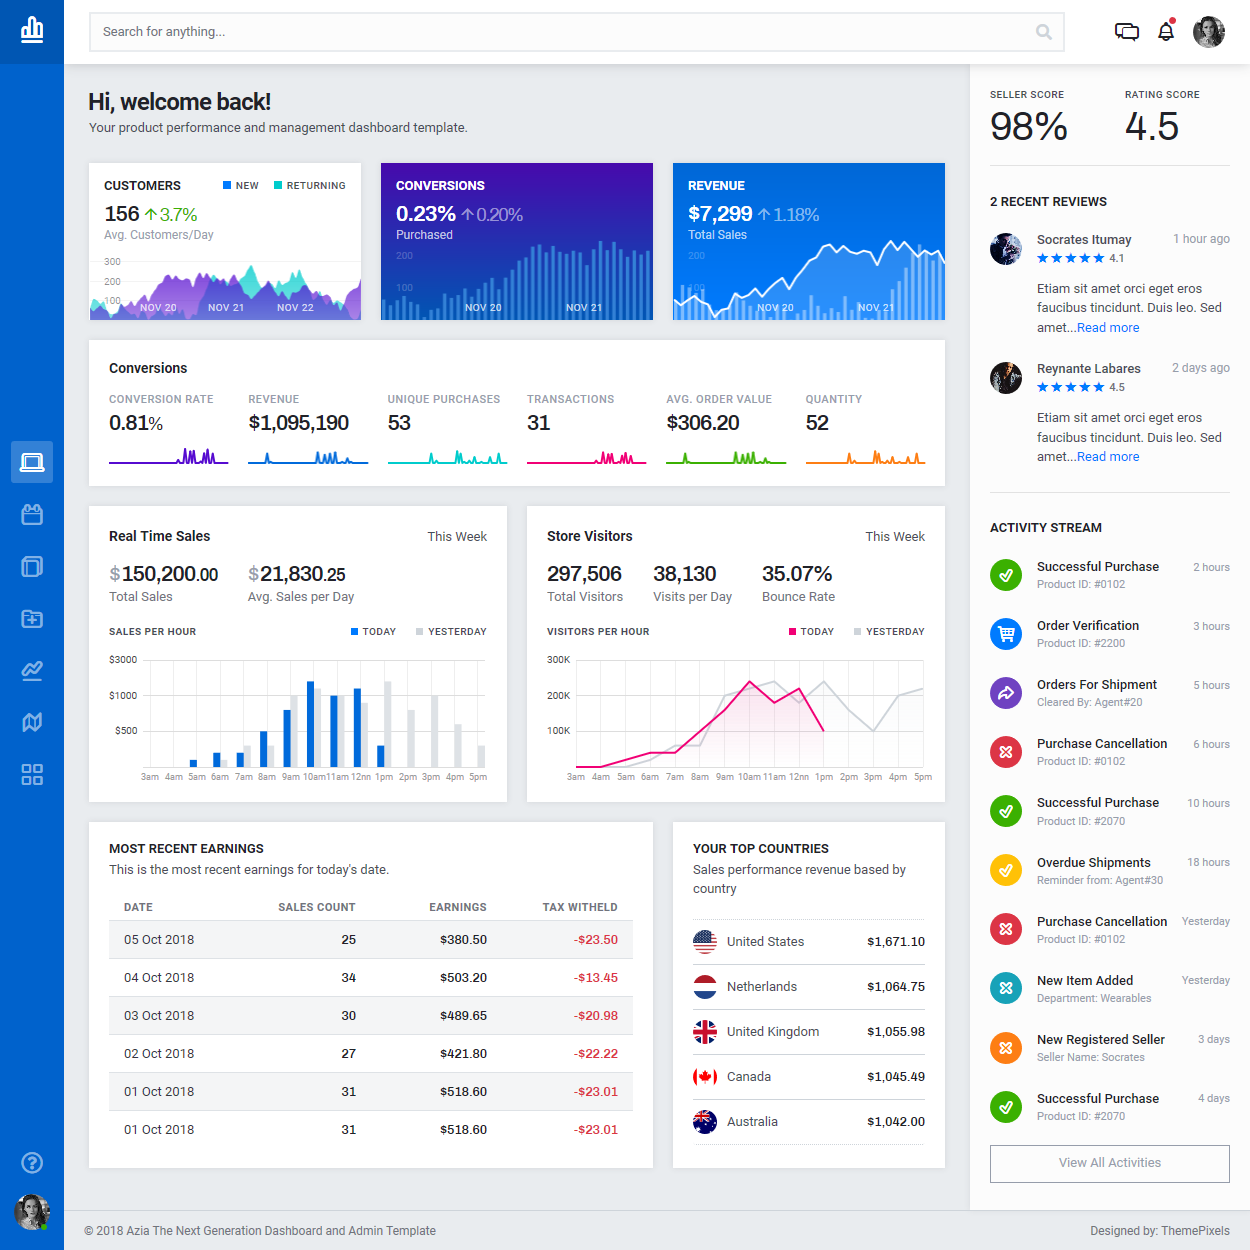 Search for anything...
Hi, welcome back!
Your product performance and management dashboard template.
CUSTOMERS NEW RETURNING
156 3.7%
Avg. Customers/Day
300
200
100
NOV 20 NOV 21 NOV 22
CONVERSIONS
0.23% 0.20%
Purchased
200
100
NOV 20 NOV 21
REVENUE
$7,299 1.18%
Total Sales
200
100
NOV 20 NOV 21
Conversions
CONVERSION RATE REVENUE UNIQUE PURCHASES TRANSACTIONS AVG. ORDER VALUE QUANTITY
0.81% $1,095,190 53 31 $306.20 52
Real Time Sales This Week
$150,200.00 $21,830.25
Total Sales Avg. Sales per Day
SALES PER HOUR TODAY YESTERDAY
$3000
$1000
$500
3am 4am 5am 6am 7am 8am 9am 10am 11am 12nn 1pm 2pm 3pm 4pm 5pm
Store Visitors This Week
297,506 38,130 35.07%
Total Visitors Visits per Day Bounce Rate
VISITORS PER HOUR TODAY YESTERDAY
300K
200K
100K
3am 4am 5am 6am 7am 8am 9am 10am 11am 12nn 1pm 2pm 3pm 4pm 5pm
MOST RECENT EARNINGS
This is the most recent earnings for today's date.
DATE SALES COUNT EARNINGS TAX WITHELD
05 Oct 2018 25 $380.50 -$23.50
04 Oct 2018 34 $503.20 -$13.45
03 Oct 2018 30 $489.65 -$20.98
02 Oct 2018 27 $421.80 -$22.22
01 Oct 2018 31 $518.60 -$23.01
01 Oct 2018 31 $518.60 -$23.01
YOUR TOP COUNTRIES
Sales performance revenue based by
country
United States $1,671.10
Netherlands $1,064.75
United Kingdom $1,055.98
Canada $1,045.49
Australia $1,042.00
SELLER SCORE RATING SCORE
98% 4.5
2 RECENT REVIEWS
Socrates Itumay 1 hour ago
4.1
Etiam sit amet orci eget eros
faucibus tincidunt. Duis leo. Sed
amet...Read more
Reynante Labares 2 days ago
4.5
Etiam sit amet orci eget eros
faucibus tincidunt. Duis leo. Sed
amet...Read more
ACTIVITY STREAM
Successful Purchase 2 hours
Product ID: #0102
Order Verification 3 hours
Product ID: #2200
Orders For Shipment 5 hours
Cleared By: Agent#20
Purchase Cancellation 6 hours
Product ID: #0102
Successful Purchase 10 hours
Product ID: #2070
Overdue Shipments 18 hours
Reminder from: Agent#30
Purchase Cancellation Yesterday
Product ID: #0102
New Item Added Yesterday
Department: Wearables
New Registered Seller 3 days
Seller Name: Socrates
Successful Purchase 4 days
Product ID: #2070
View All Activities
© 2018 Azia The Next Generation Dashboard and Admin Template
Designed by: ThemePixels